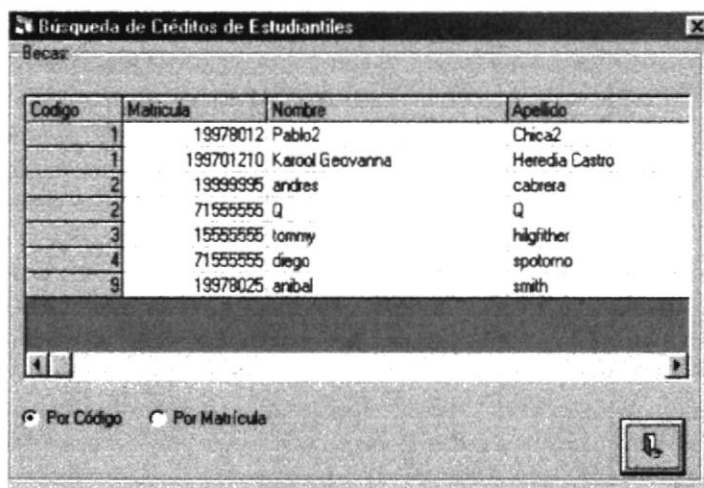 Búsqueda de Créditos de Estudiantiles
Becas:
Codigo Matricula Nombre Apellido
1 19978012 Pablo2 Chica2
1 199701210 Karool Geovanna Heredia Castro
2 19999995 andres cabrera
2 71555555 Q Q
3 15555555 tommy hilgfither
4 71555555 diego spotorno
9 19978025 anibal smith
Por Código Por Matrícula